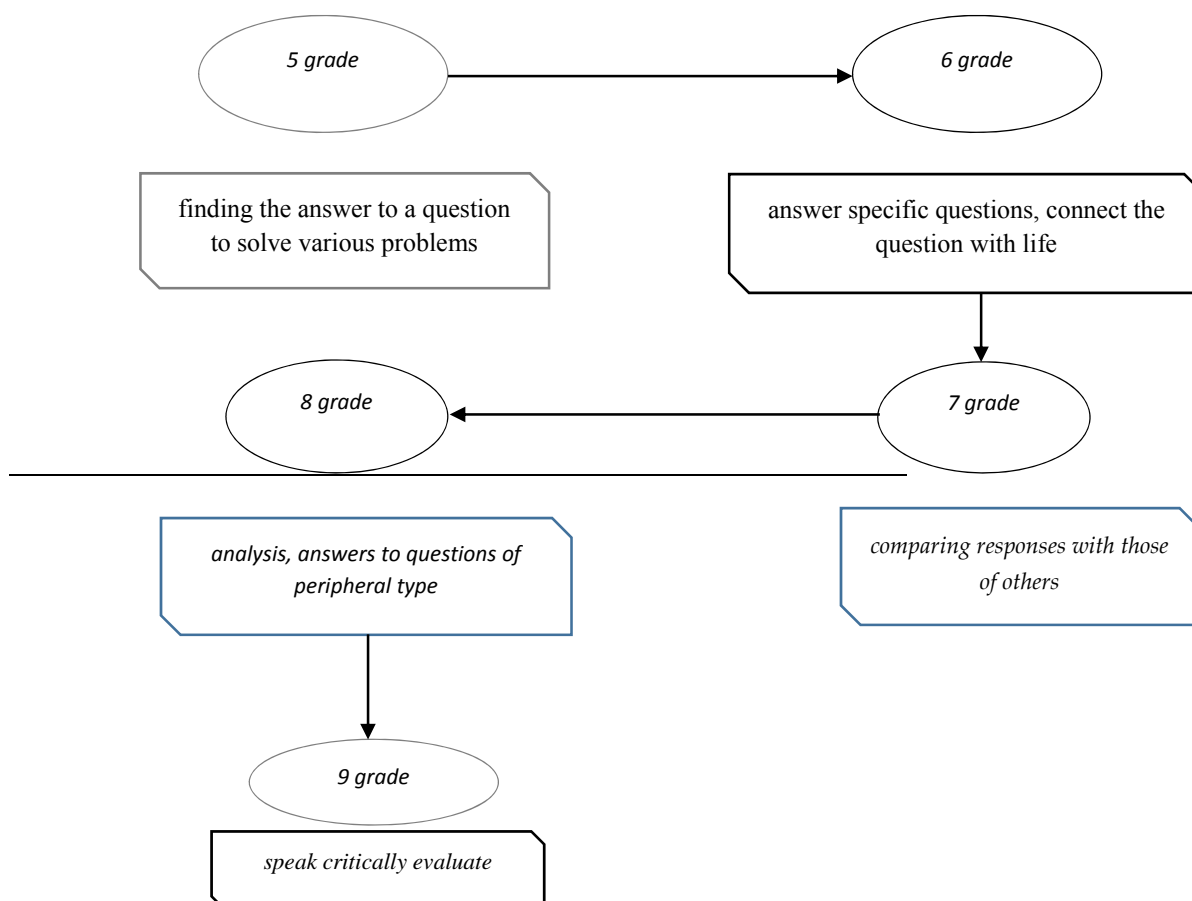 5 grade
6 grade
finding the answer to a question
to solve various problems
answer specific questions, connect the
question with life
8 grade
7 grade
analysis, answers to questions of
peripheral type
comparing responses with those
of others
9 grade
speak critically evaluate